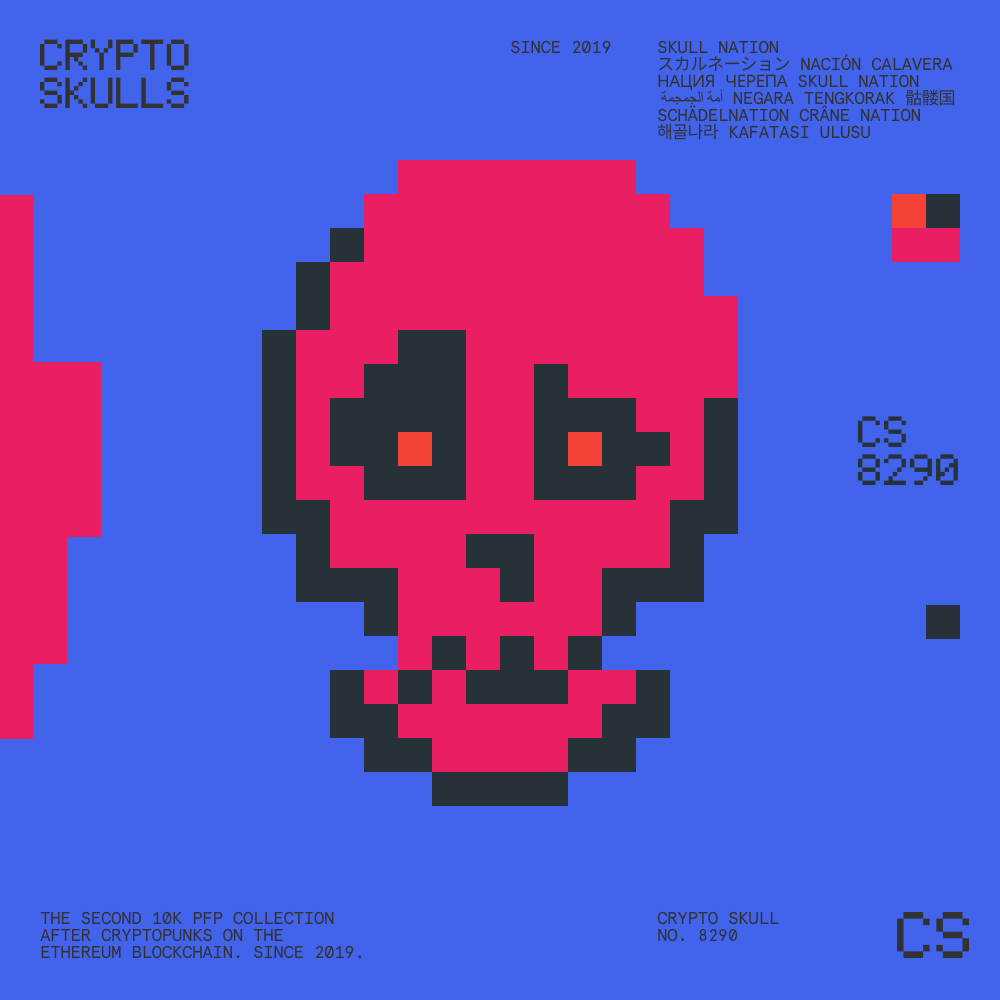 CRYPTO
SKULLS
SINCE 2019
SKULL NATION
スカルネーション NACIÓN CALAVERA
НАЦИЯ ЧЕРЕПА SKULL NATION
أمة الجمجمة NEGARA TENGKORAK 骷髅国
SCHÄDELNATION CRÂNE NATION
해골나라 KAFATASI ULUSU
CS
8290
THE SECOND 10K PFP COLLECTION
AFTER CRYPTOPUNKS ON THE
ETHEREUM BLOCKCHAIN. SINCE 2019.
CRYPTO SKULL
NO. 8290
CS